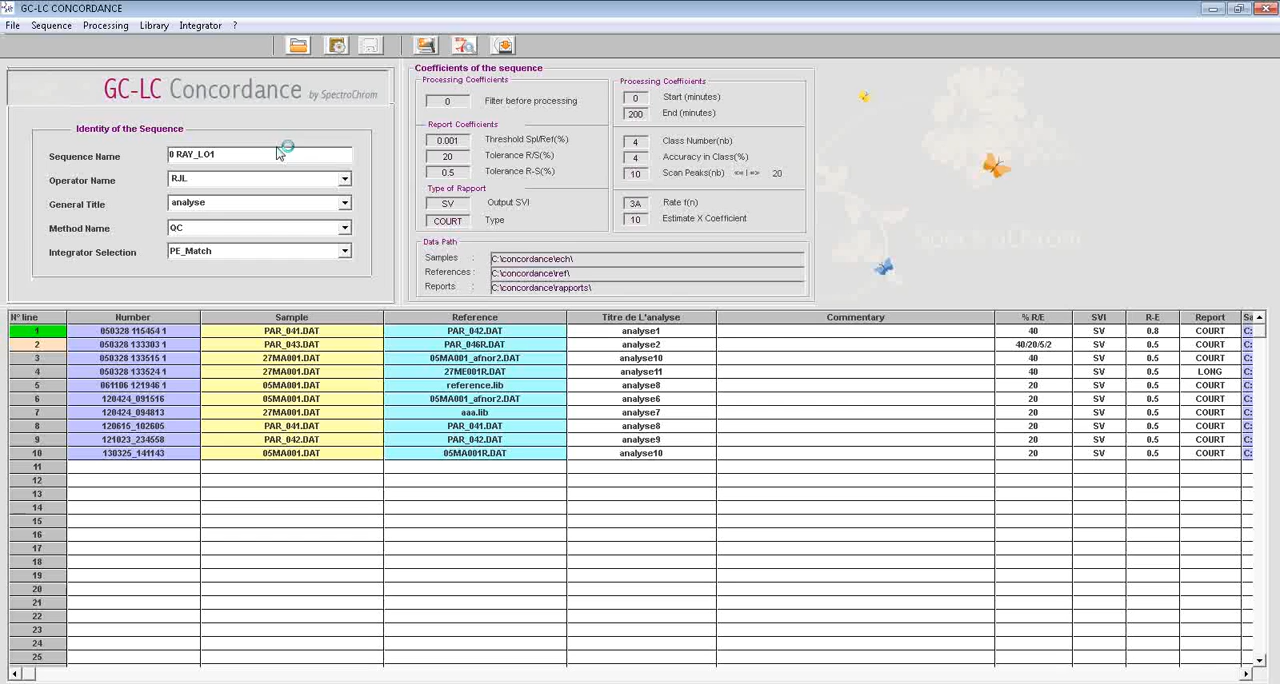 GC-LC CONCORDANCE
File Sequence Processing Library Integrator ?
GC-LC Concordance by SpectroChrom
Identity of the Sequence
Sequence Name 0 RAY_LO1
Operator Name RJL
General Title analyse
Method Name QC
Integrator Selection PE_Match
Coefficients of the sequence
Processing Coefficients
0 Filter before processing
Report Coefficients
0.001 Threshold Spl/Ref(%)
20 Tolerance R/S(%)
0.5 Tolerance R-S(%)
Type of Rapport
SV Output SVI
COURT Type
Processing Coefficients
0 Start (minutes)
200 End (minutes)
4 Class Number(nb)
4 Accuracy in Class(%)
10 Scan Peaks(nb) <= I => 20
3A Rate f(n)
10 Estimate X Coefficient
Data Path
Samples : C:\concordance\ech\
References : C:\concordance\ref\
Reports : C:\concordance\rapports\
N° line Number Sample Reference Titre de L'analyse Commentary % R/E SVI R-E Report Sa
1 050328 115454 1 PAR_041.DAT PAR_042.DAT analyse1 40 SV 0.8 COURT C:
2 050328 133303 1 PAR_043.DAT PAR_046R.DAT analyse2 40/20/5/2 SV 0.5 COURT C:
3 050328 133515 1 27MA001.DAT 05MA001_afnor2.DAT analyse10 40 SV 0.5 COURT C:
4 050328 133524 1 27MA001.DAT 27ME001R.DAT analyse11 40 SV 0.5 LONG C:
5 061106 121946 1 05MA001.DAT reference.lib analyse8 20 SV 0.5 COURT C:
6 120424_091516 05MA001.DAT 05MA001_afnor2.DAT analyse6 20 SV 0.5 COURT C:
7 120424_094813 27MA001.DAT aaa.lib analyse7 20 SV 0.5 COURT C:
8 120615_102605 PAR_041.DAT PAR_041.DAT analyse8 20 SV 0.5 COURT C:
9 121023_234558 PAR_042.DAT PAR_042.DAT analyse9 20 SV 0.5 COURT C:
10 130325_141143 05MA001.DAT 05MA001R.DAT analyse10 20 SV 0.5 COURT C:
11
12
13
14
15
16
17
18
19
20
21
22
23
24
25